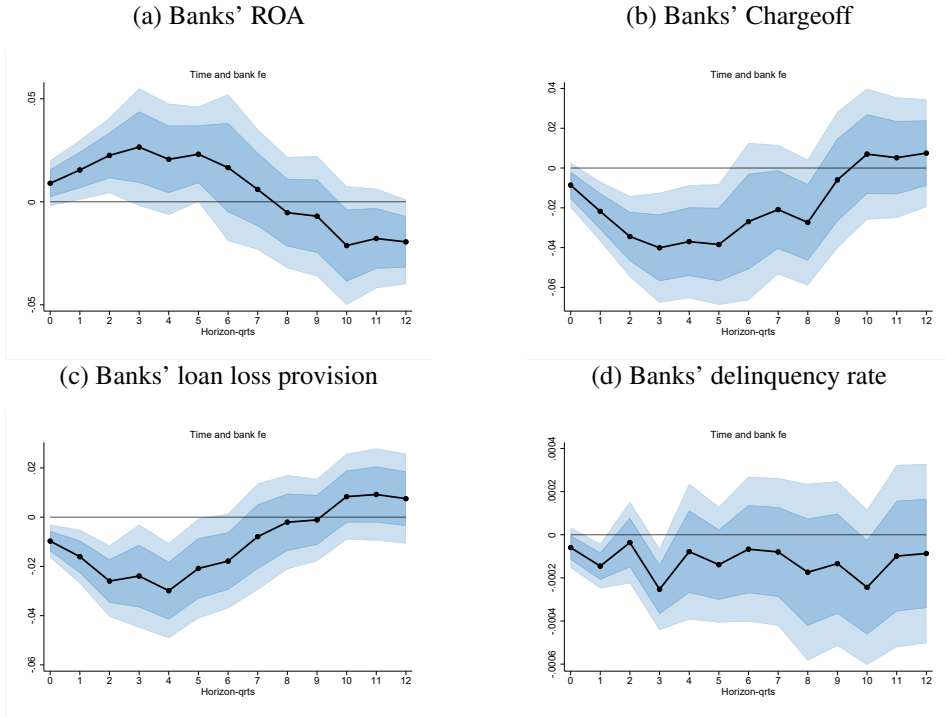 (a) Banks' ROA
(b) Banks' Chargeoff
Time and bank fe
.05
0
-.05
0 1 2 3 4 5 6 7 8 9 10 11 12
Horizon-qrts
Time and bank fe
.04
.02
0
-.02
-.04
-.06
0 1 2 3 4 5 6 7 8 9 10 11 12
Horizon-qrts
(c) Banks' loan loss provision
(d) Banks' delinquency rate
Time and bank fe
.02
0
-.02
-.04
-.06
0 1 2 3 4 5 6 7 8 9 10 11 12
Horizon-qrts
Time and bank fe
.0004
.0002
0
-.0002
-.0004
-.0006
0 1 2 3 4 5 6 7 8 9 10 11 12
Horizon-qrts